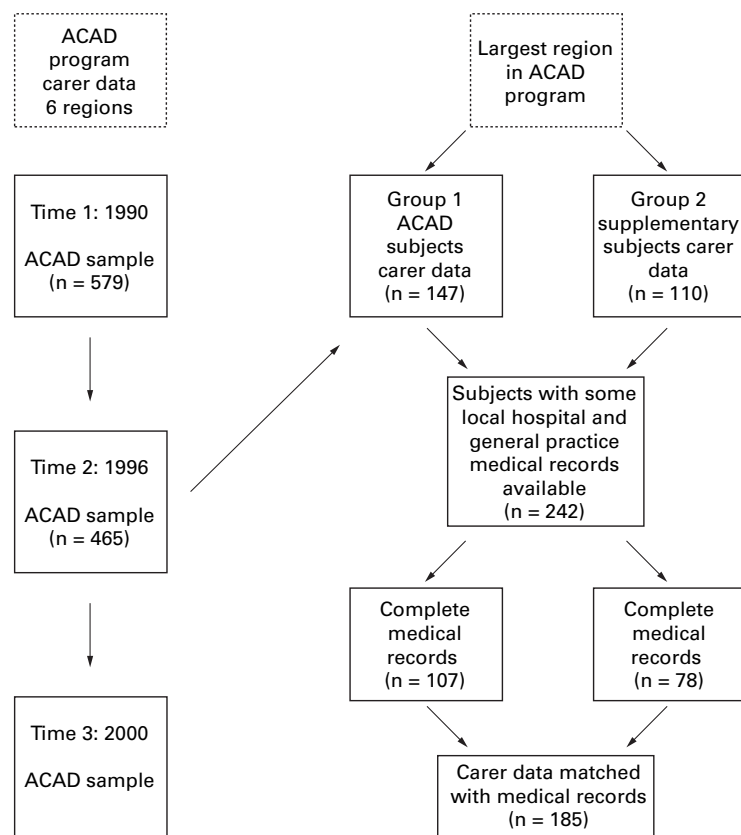 ACAD
program
carer data
6 regions
Time 1: 1990
ACAD sample
(n = 579)
Time 2: 1996
ACAD sample
(n = 465)
Time 3: 2000
ACAD sample
Largest region
in ACAD
program
Group 1
ACAD
subjects
carer data
(n = 147)
Group 2
supplementary
subjects carer
data
(n = 110)
Subjects with some
local hospital and
general practice
medical records
available
(n = 242)
Complete
medical
records
(n = 107)
Complete
medical
records
(n = 78)
Carer data matched
with medical records
(n = 185)